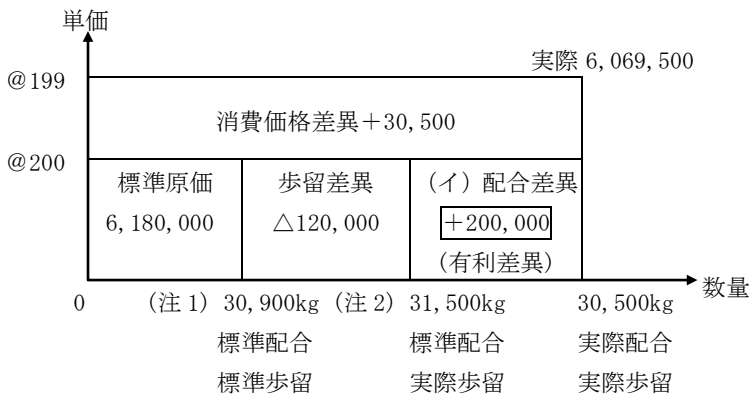 単価
実際 6,069,500
@199
消費価格差異+30,500
@200
標準原価 歩留差異 (イ) 配合差異
6,180,000 △120,000 +200,000
(有利差異)
数量
0 (注1) 30,900kg (注2) 31,500kg 30,500kg
標準配合 標準配合 実際配合
標準歩留 実際歩留 実際歩留